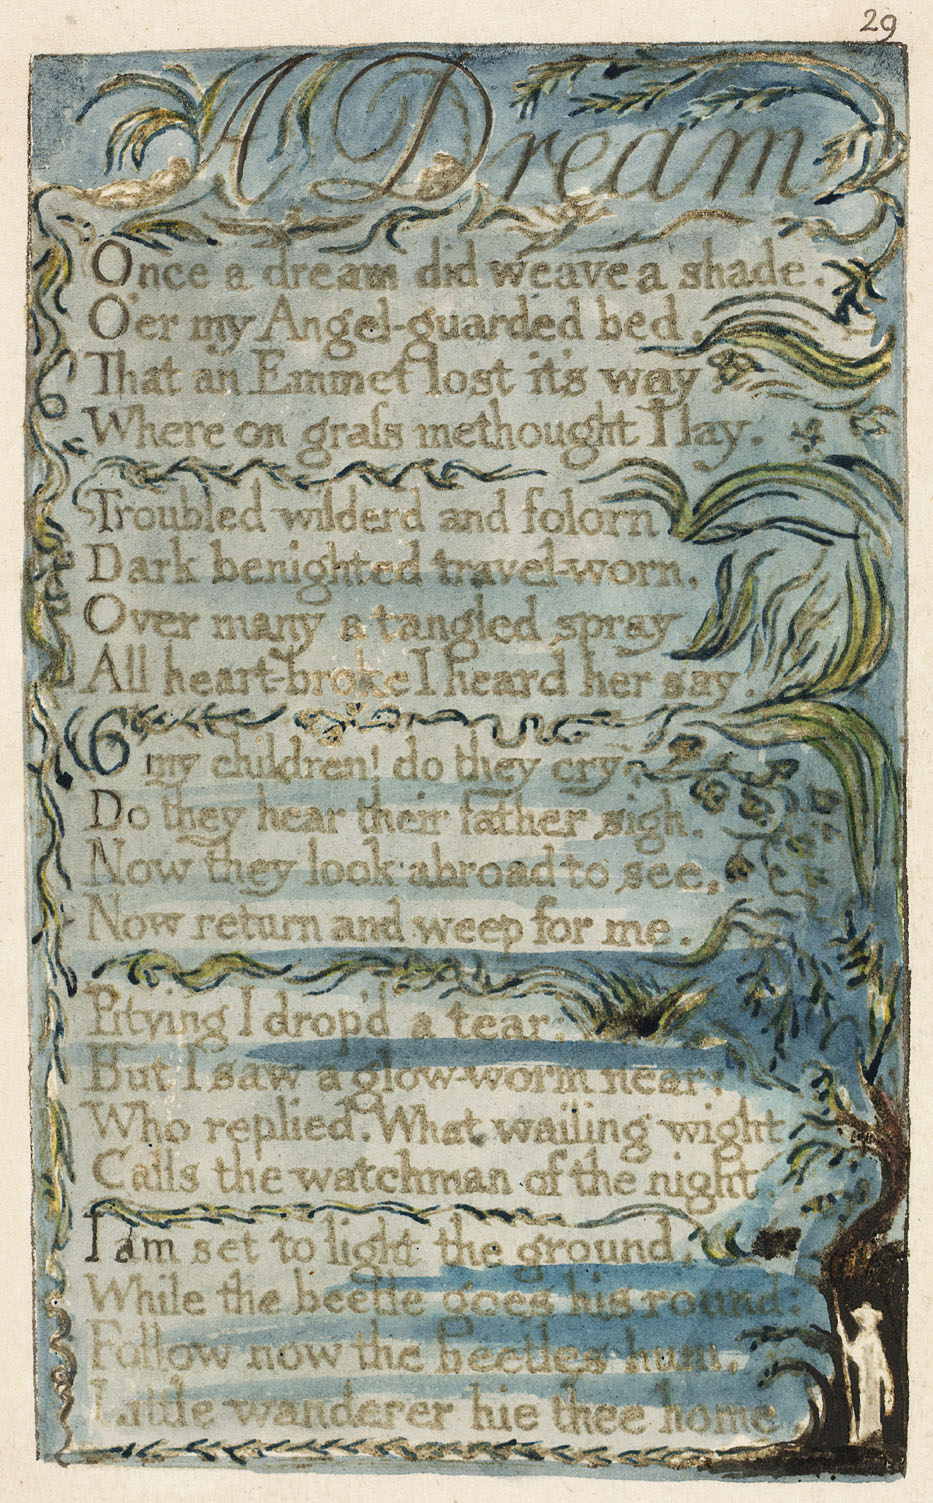 29
A Dream
Once a dream did weave a shade.
O'er my Angel-guarded bed.
That an Emmet lost it's way
Where on graſs methought I lay.
Troubled wilderd and folorn
Dark benighted travel-worn.
Over many a tangled spray
All heart-broke I heard her say.
O my children! do they cry
Do they hear their father sigh.
Now they look abroad to see,
Now return and weep for me.
Pitying I drop'd a tear:
But I saw a glow-worm near:
Who replied. What wailing wight
Calls the watchman of the night.
I am set to light the ground,
While the beetle goes his round:
Follow now the beetles hum,
Little wanderer hie thee home